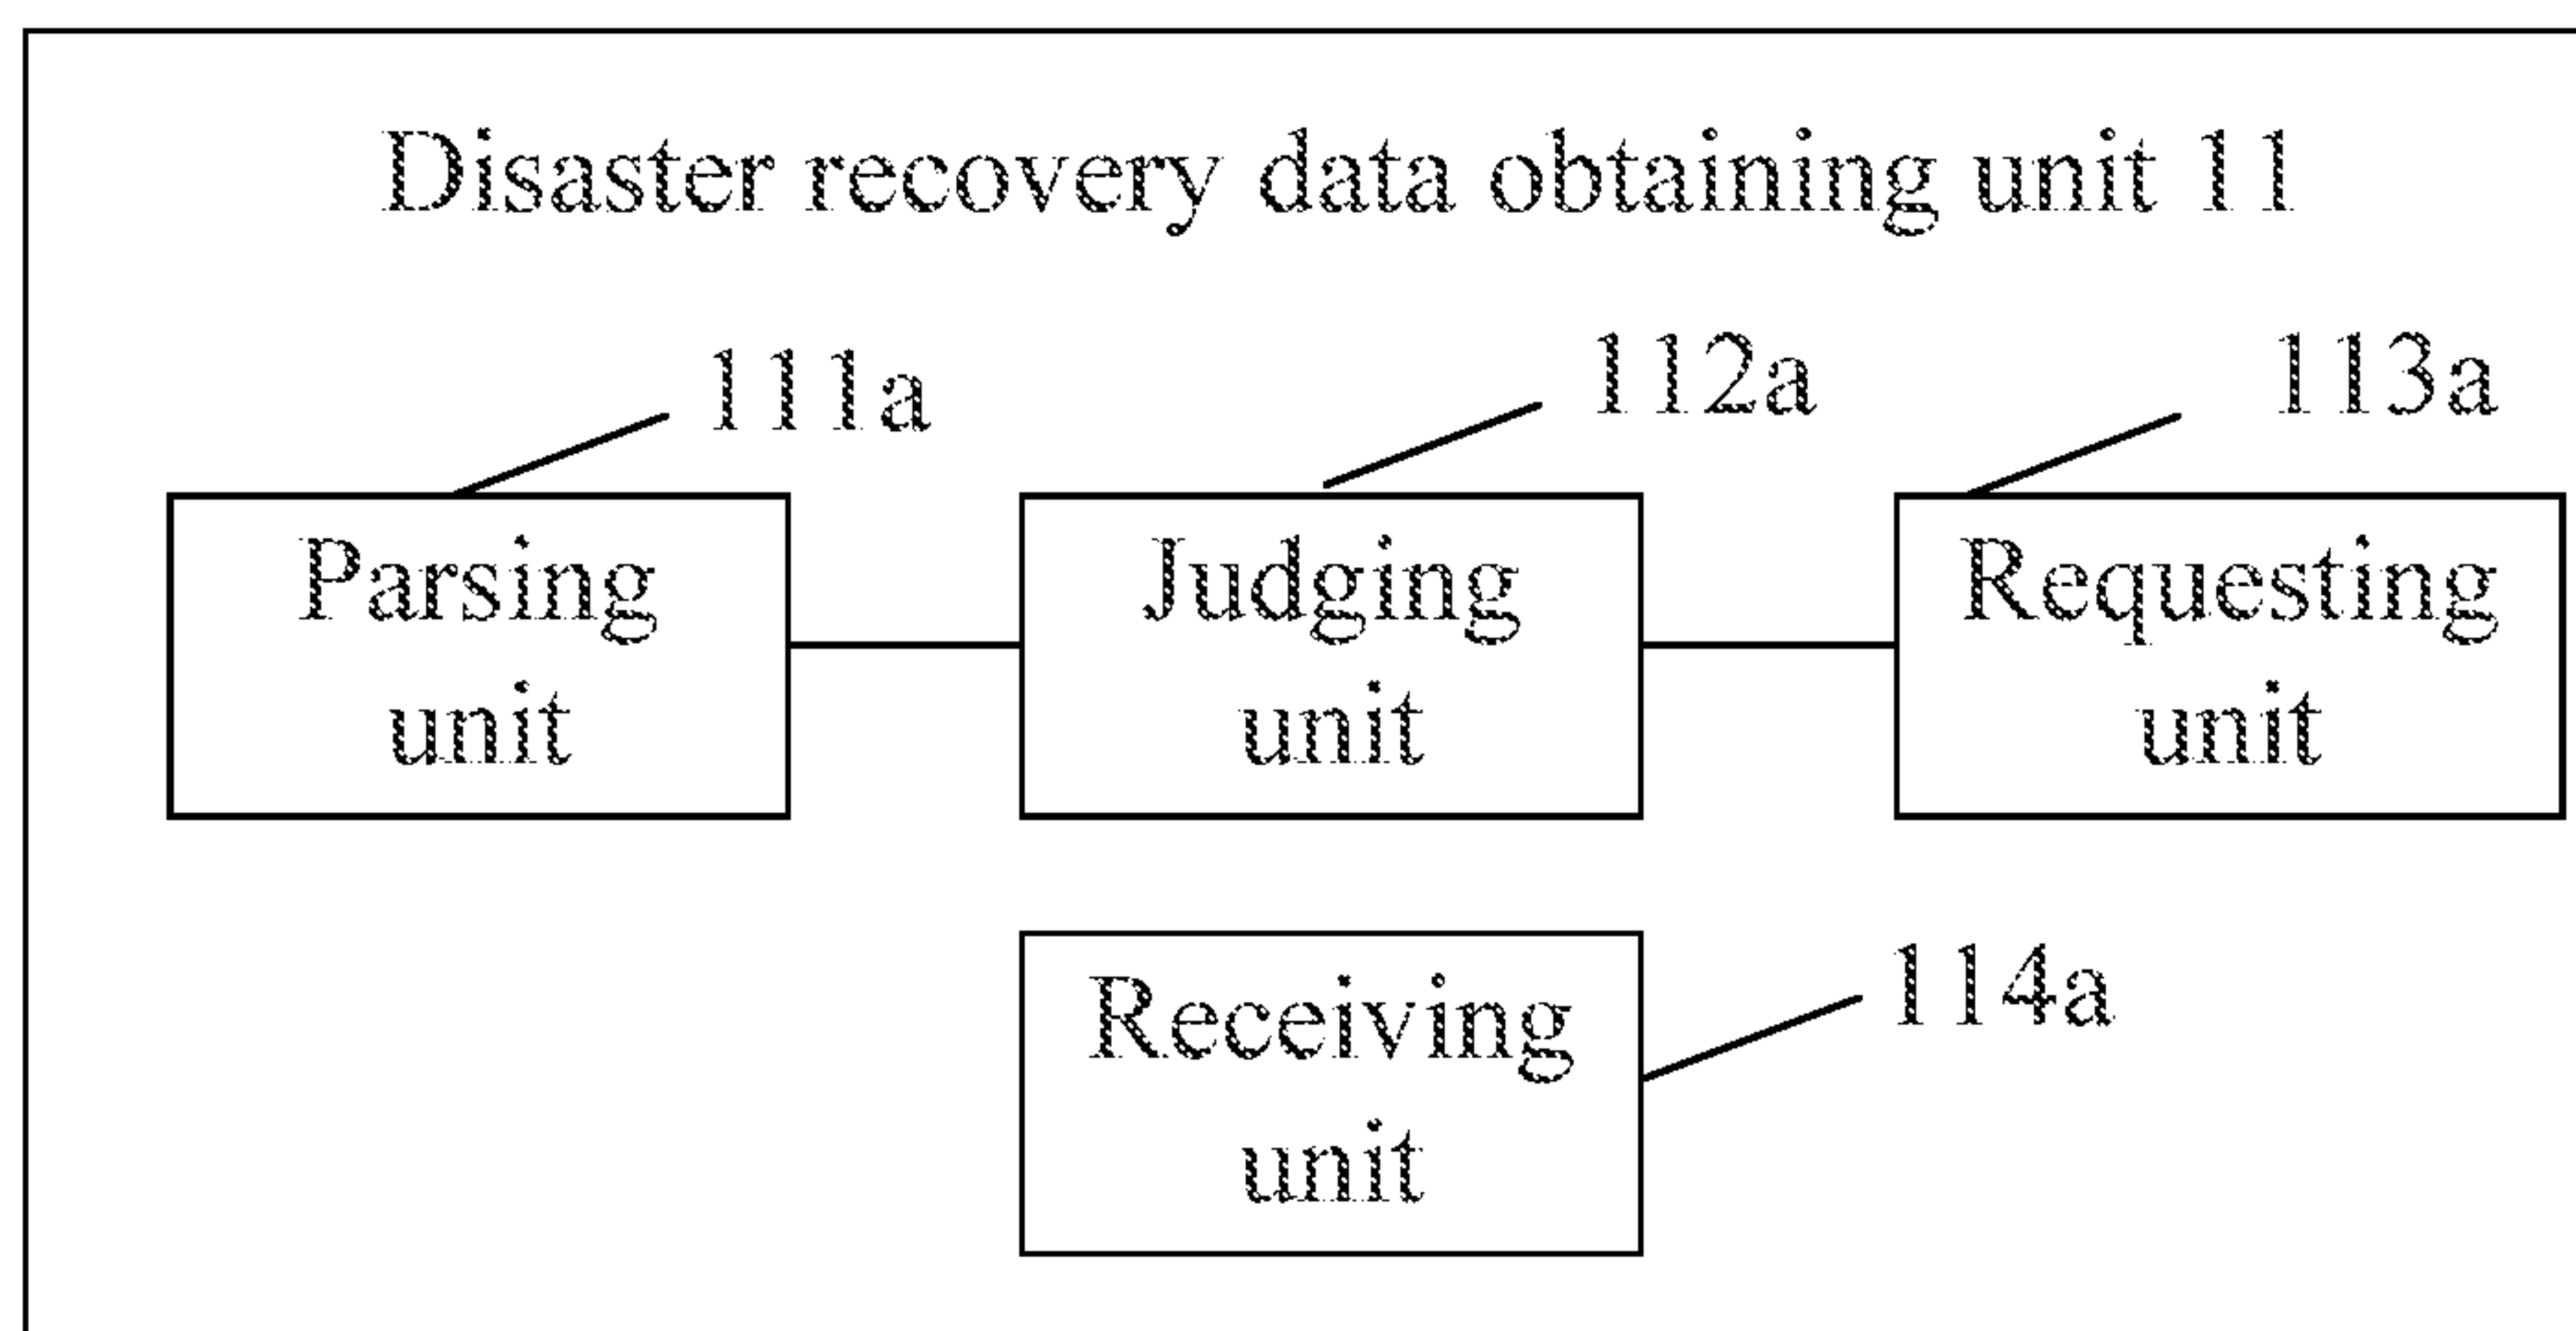 Disaster recovery data obtaining unit 11
111a
112a
113a
Parsing
unit
Judging
unit
Requesting
unit
Receiving
unit
114a